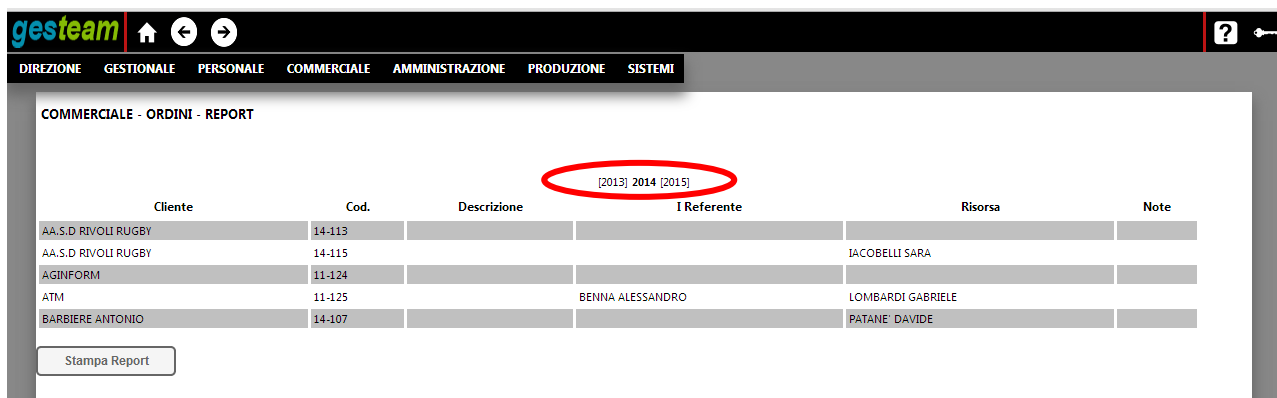 gesteam ?
DIREZIONE GESTIONALE PERSONALE COMMERCIALE AMMINISTRAZIONE PRODUZIONE SISTEMI
COMMERCIALE - ORDINI - REPORT
[2013] 2014 [2015]
Cliente Cod. Descrizione I Referente Risorsa Note
AA.S.D RIVOLI RUGBY 14-113
AA.S.D RIVOLI RUGBY 14-115 IACOBELLI SARA
AGINFORM 11-124
ATM 11-125 BENNA ALESSANDRO LOMBARDI GABRIELE
BARBIERE ANTONIO 14-107 PATANE' DAVIDE
Stampa Report